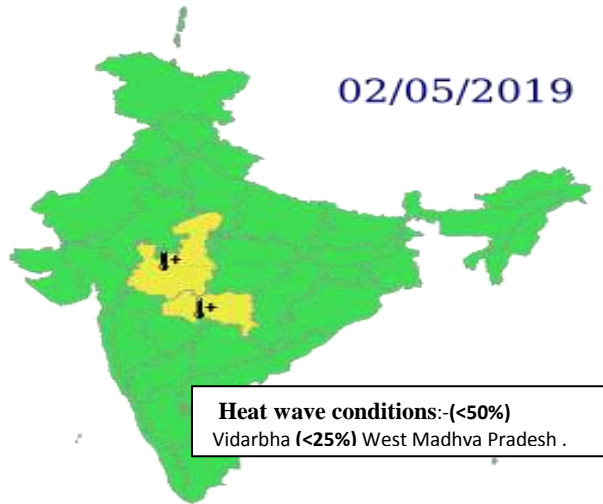 02/05/2019
Heat wave conditions:-(<50%)
Vidarbha (<25%) West Madhva Pradesh .